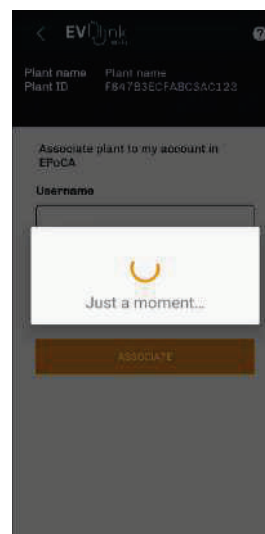 EVlink
Plant name Plant name
Plant ID F847B3ECFABC3AC123
Associate plant to my account in
EPoCA
Username
Just a moment...
ASSOCIATE